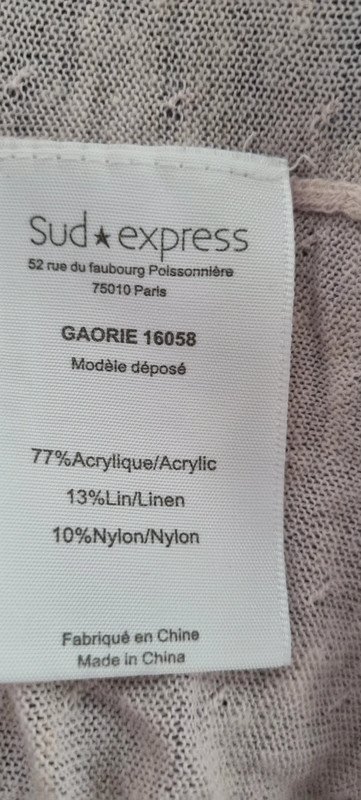 Sud★express
52 rue du faubourg Poissonnière
75010 Paris
GAORIE 16058
Modèle déposé
77%Acrylique/Acrylic
13%Lin/Linen
10%Nylon/Nylon
Fabriqué en Chine
Made in China